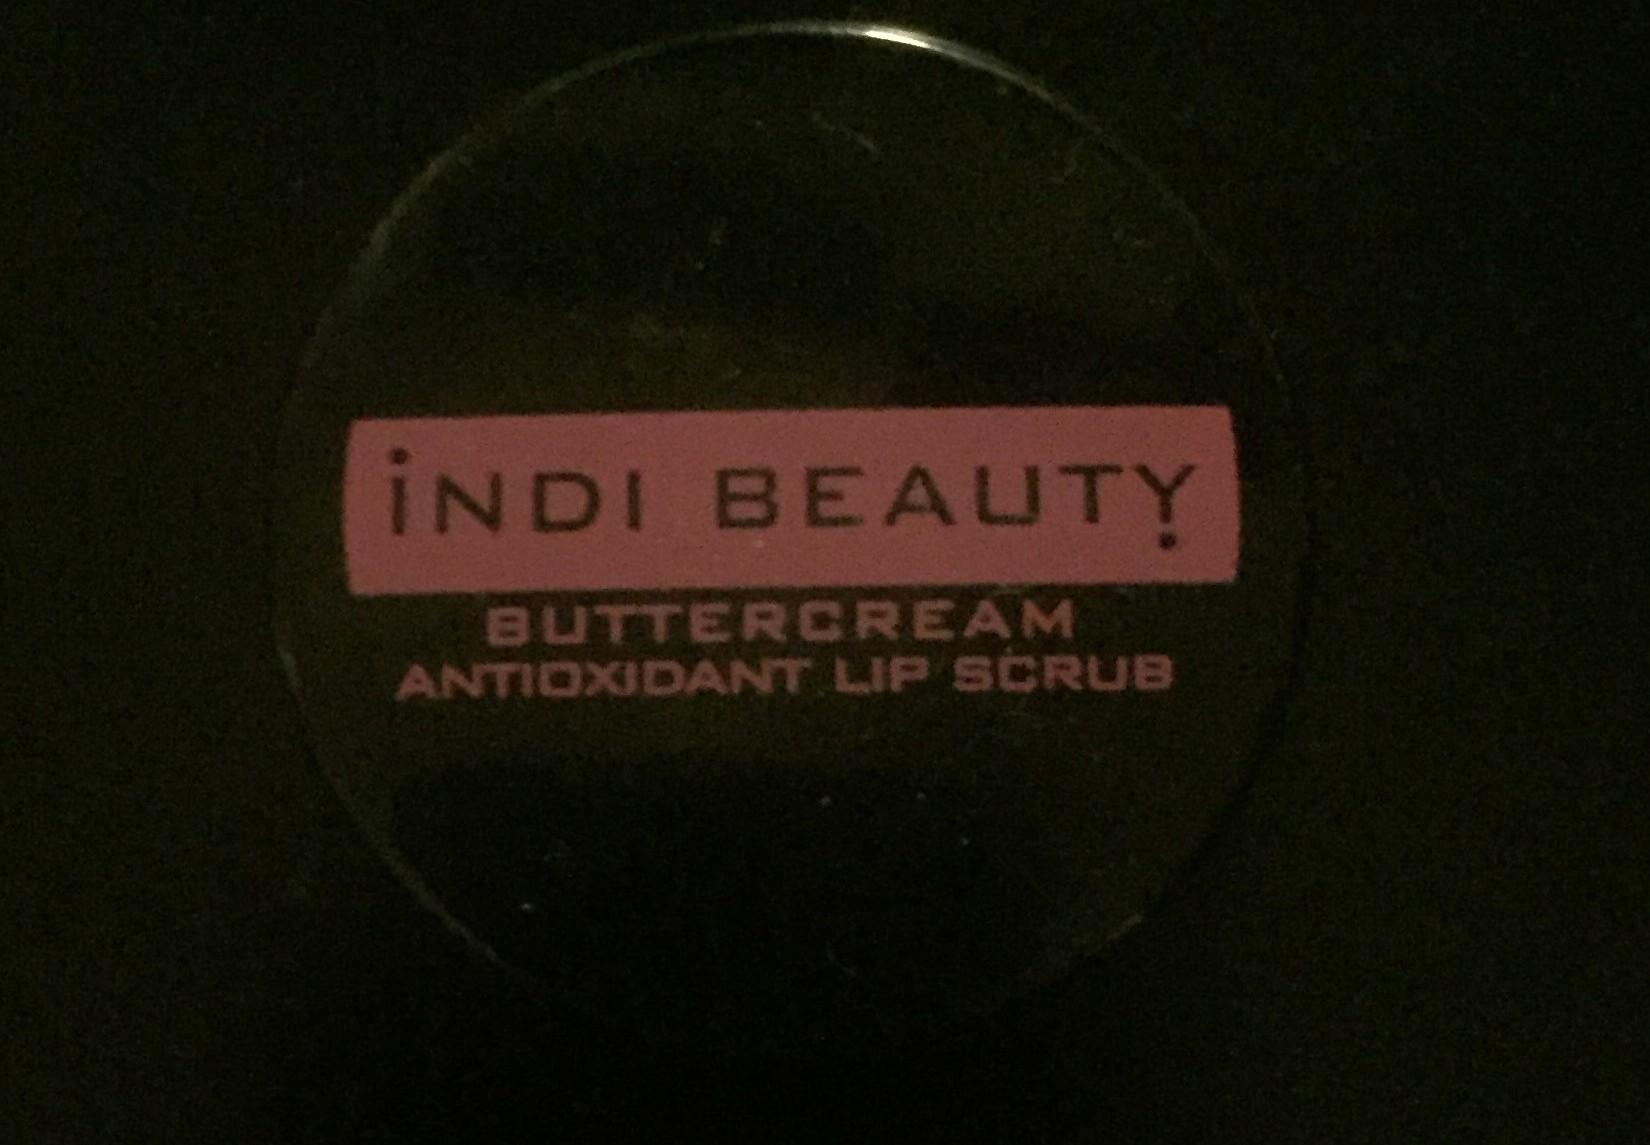 iNDI BEAUTY
BUTTERCREAM
ANTIOXIDANT LIP SCRUB